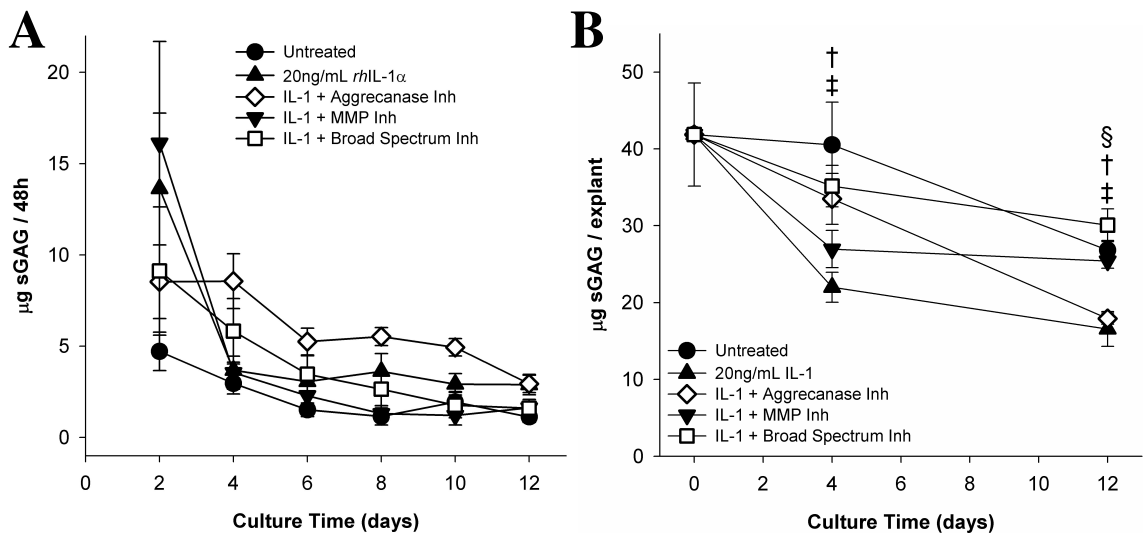 A
20
15
10
5
0
µg sGAG / 48h
Untreated
20ng/mL rhIL-1α
IL-1 + Aggrecanase Inh
IL-1 + MMP Inh
IL-1 + Broad Spectrum Inh
0 2 4 6 8 10 12
Culture Time (days)
B
50
40
30
20
10
0
µg sGAG / explant
†
‡
§
†
‡
Untreated
20ng/mL IL-1
IL-1 + Aggrecanase Inh
IL-1 + MMP Inh
IL-1 + Broad Spectrum Inh
0 2 4 6 8 10 12
Culture Time (days)